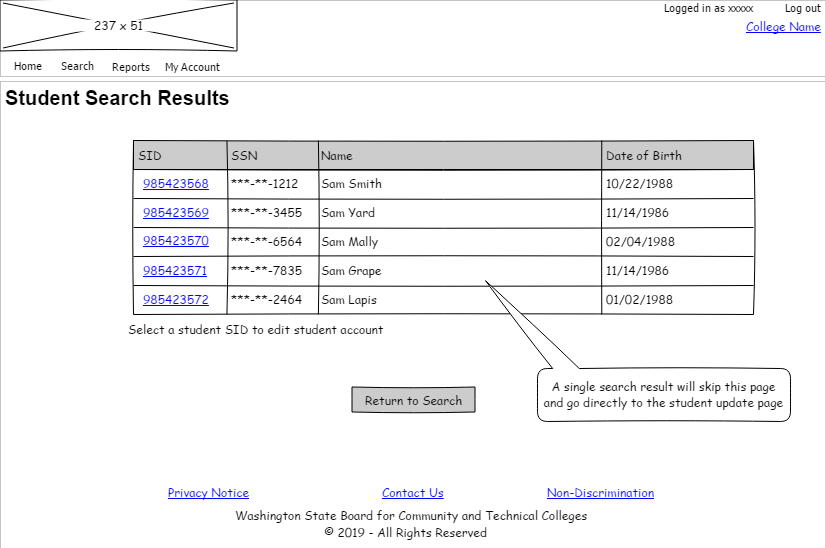 237 x 51
Logged in as xxxxx Log out
College Name
Home Search Reports My Account
Student Search Results
SID SSN Name Date of Birth
985423568 ***-**-1212 Sam Smith 10/22/1988
985423569 ***-**-3455 Sam Yard 11/14/1986
985423570 ***-**-6564 Sam Mally 02/04/1988
985423571 ***-**-7835 Sam Grape 11/14/1986
985423572 ***-**-2464 Sam Lapis 01/02/1988
Select a student SID to edit student account
A single search result will skip this page
and go directly to the student update page
Return to Search
Privacy Notice Contact Us Non-Discrimination
Washington State Board for Community and Technical Colleges
© 2019 - All Rights Reserved